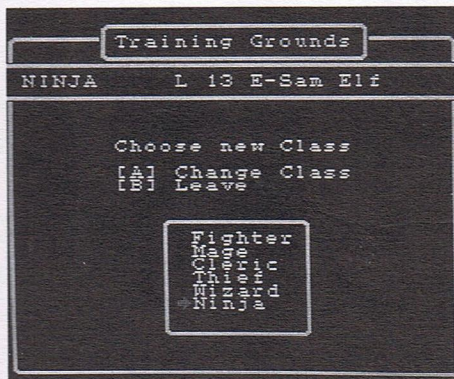 Training Grounds
NINJA L 13 E-Sam Elf
Choose new Class
[A] Change Class
[B] Leave
Fighter
Mage
Cleric
Thief
Wizard
Ninja